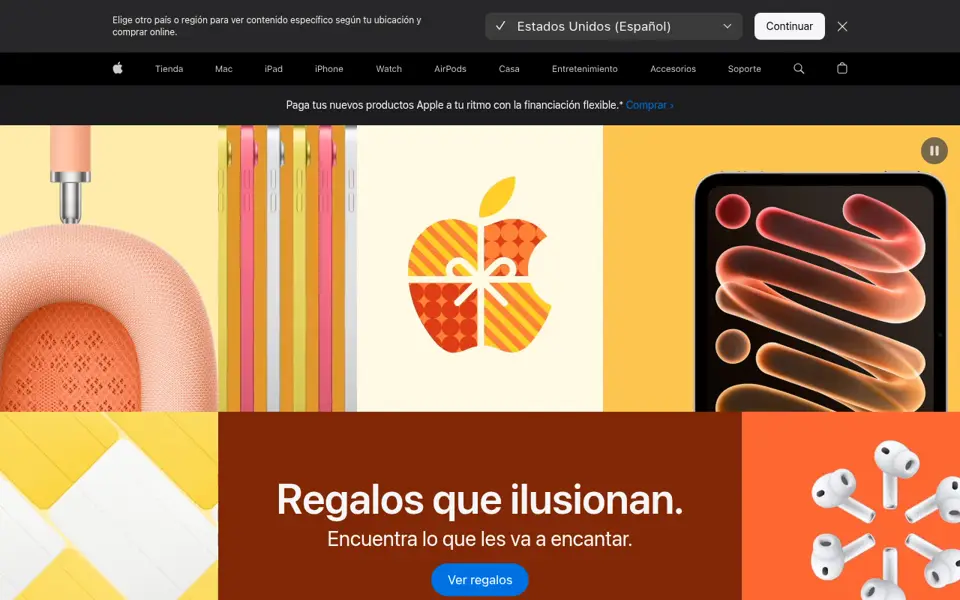 Elige otro país o región para ver contenido específico según tu ubicación y
comprar online.
Estados Unidos (Español)
Continuar
Tienda Mac iPad iPhone Watch AirPods Casa Entretenimiento Accesorios Soporte
Paga tus nuevos productos Apple a tu ritmo con la financiación flexible.* Comprar >
Regalos que ilusionan.
Encuentra lo que les va a encantar.
Ver regalos